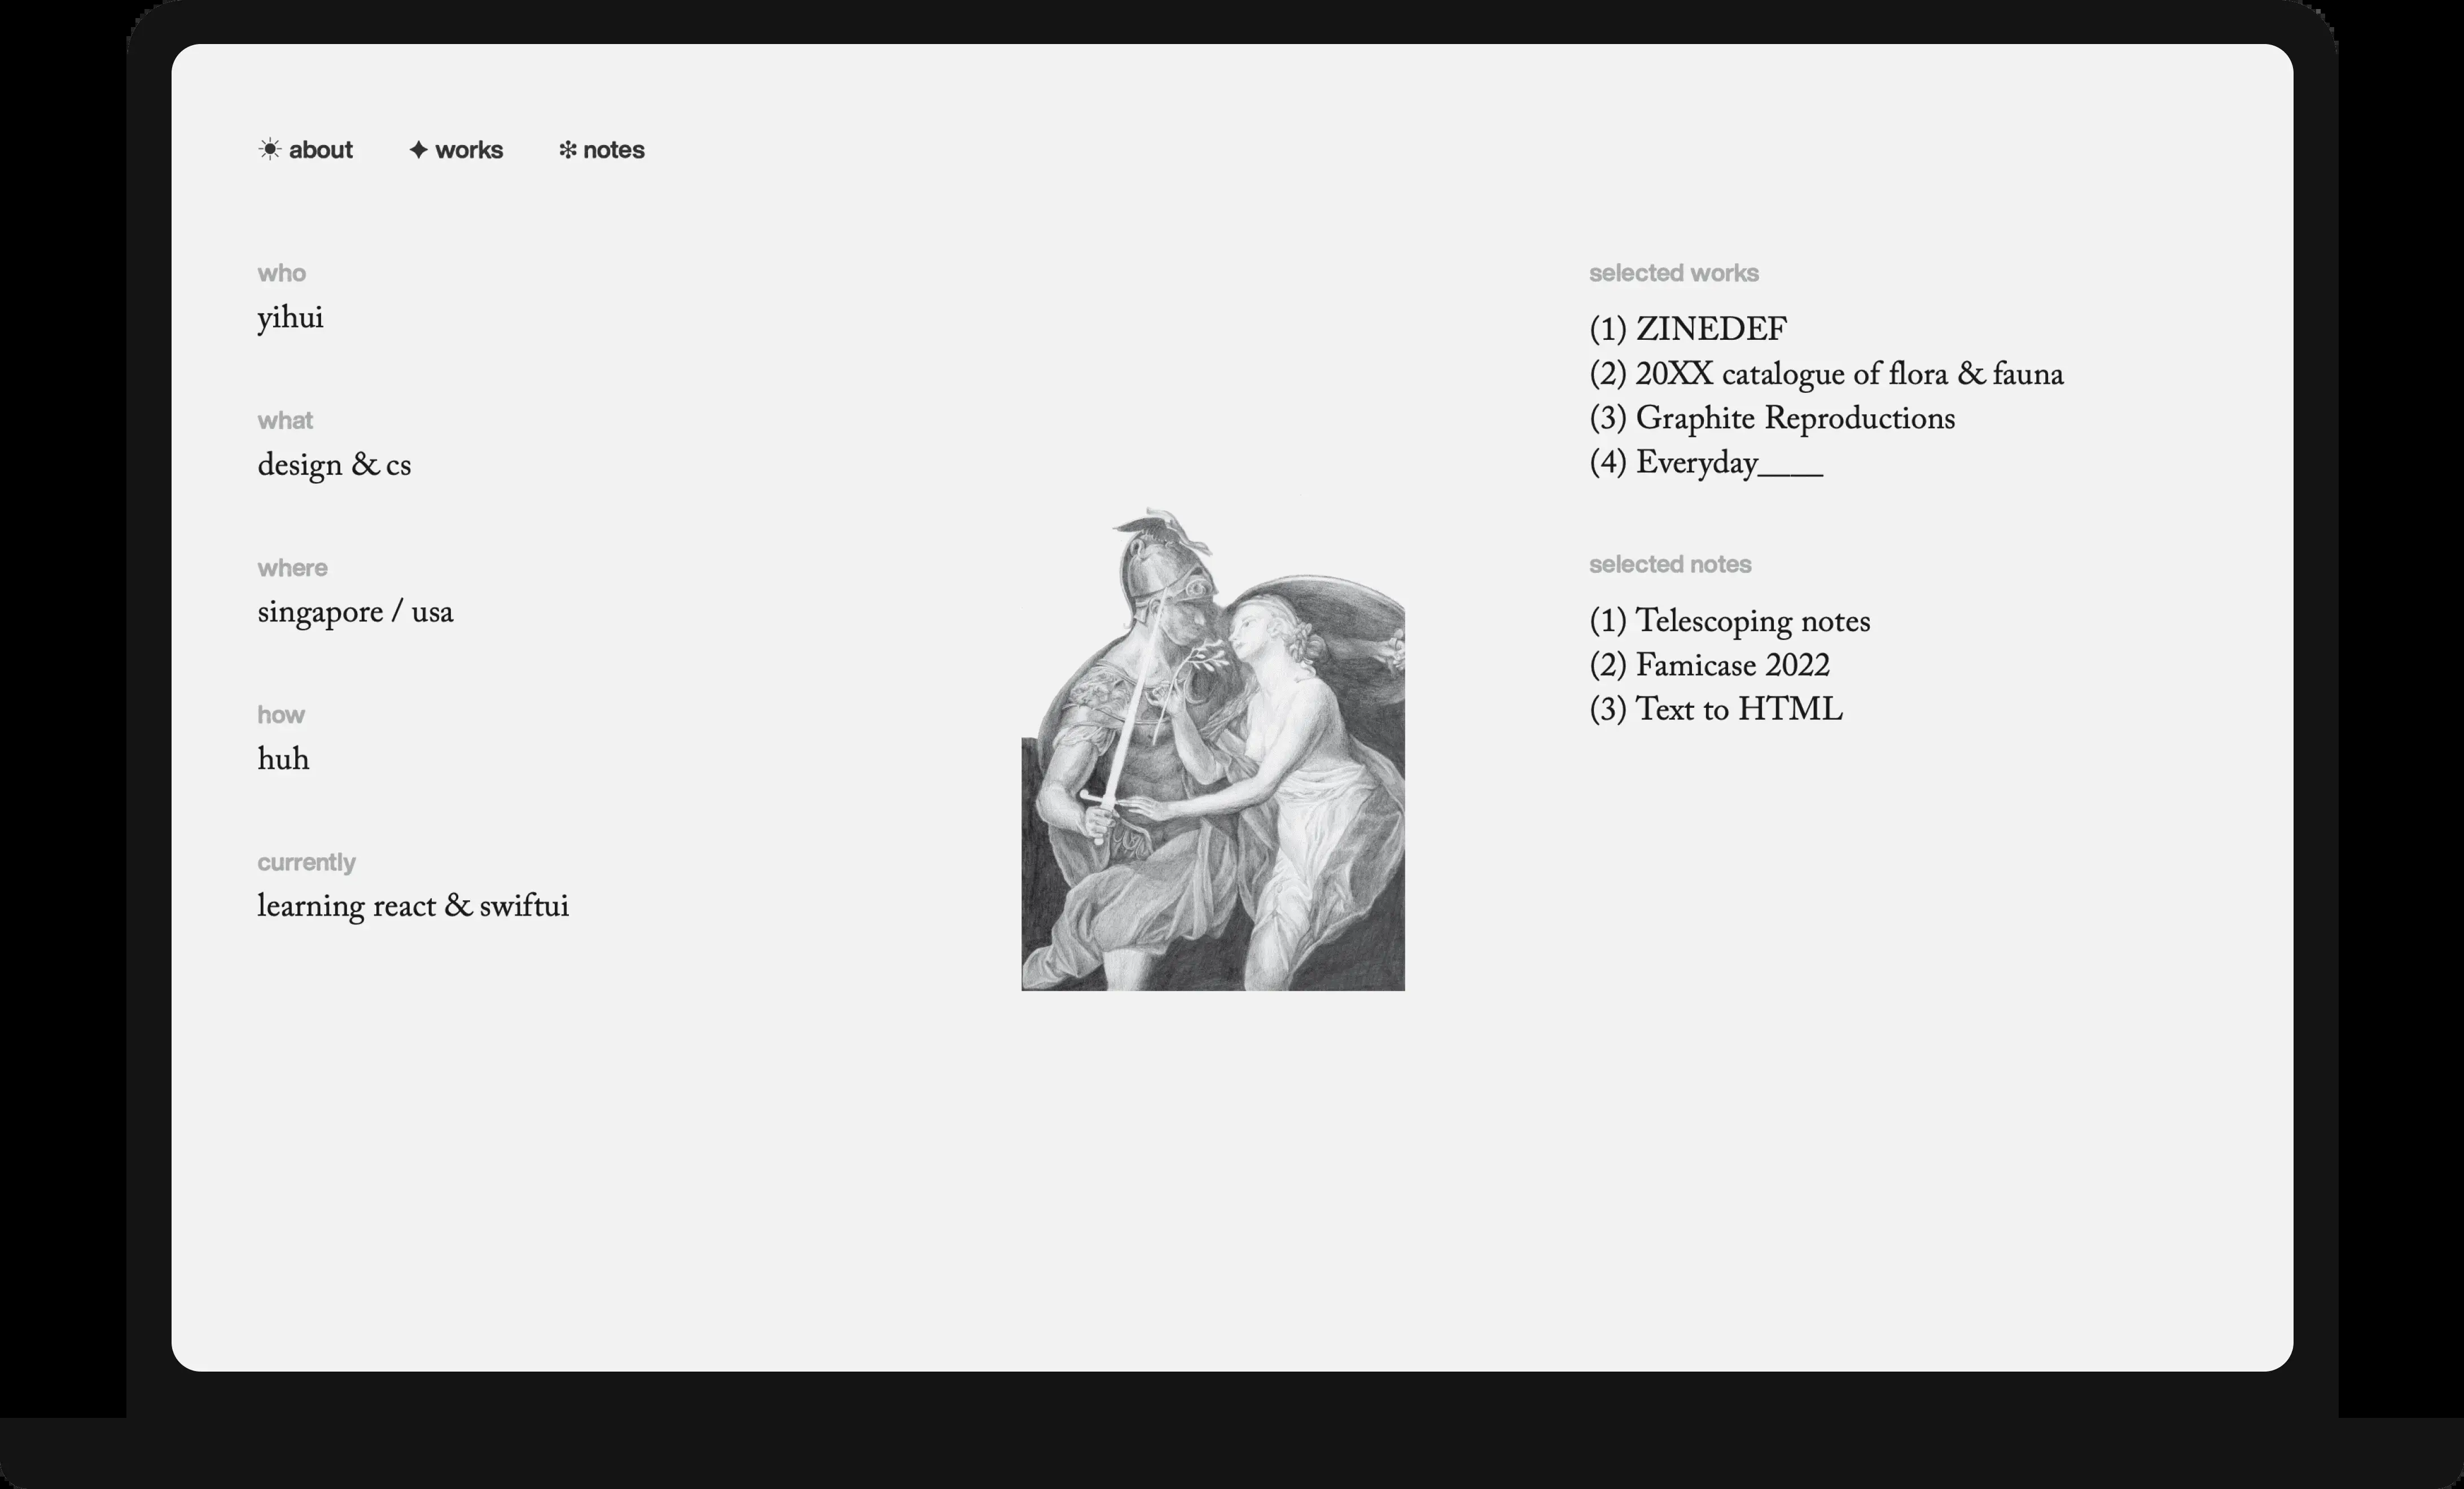 ☀ about ✦ works ❇ notes
who
yihui
what
design & cs
where
singapore / usa
how
huh
currently
learning react & swiftui
selected works
(1) ZINEDEF
(2) 20XX catalogue of flora & fauna
(3) Graphite Reproductions
(4) Everyday____
selected notes
(1) Telescoping notes
(2) Famicase 2022
(3) Text to HTML